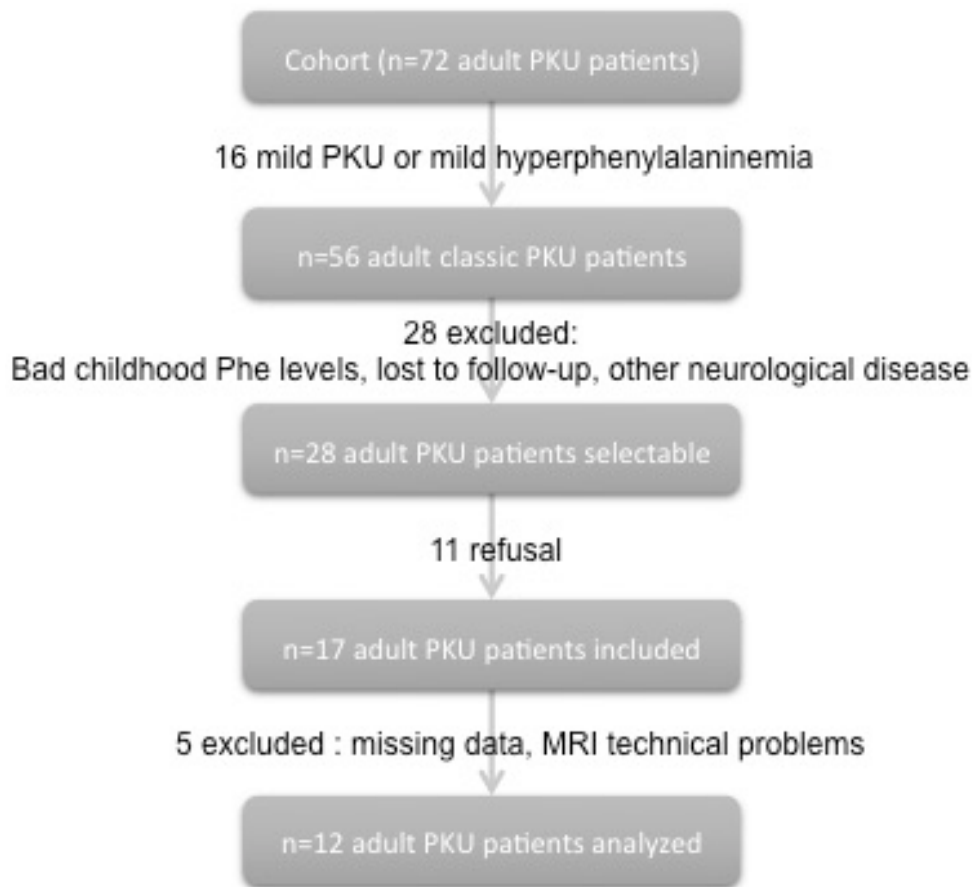 Cohort (n=72 adult PKU patients)
16 mild PKU or mild hyperphenylalaninemia
n=56 adult classic PKU patients
28 excluded:
Bad childhood Phe levels, lost to follow-up, other neurological disease
n=28 adult PKU patients selectable
11 refusal
n=17 adult PKU patients included
5 excluded : missing data, MRI technical problems
n=12 adult PKU patients analyzed